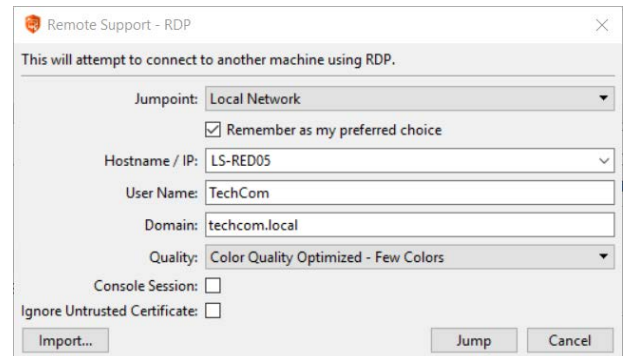 Remote Support - RDP
This will attempt to connect to another machine using RDP.
Jumpoint: Local Network
Remember as my preferred choice
Hostname / IP: LS-RED05
User Name: TechCom
Domain: techcom.local
Quality: Color Quality Optimized - Few Colors
Console Session:
Ignore Untrusted Certificate:
Import... Jump Cancel